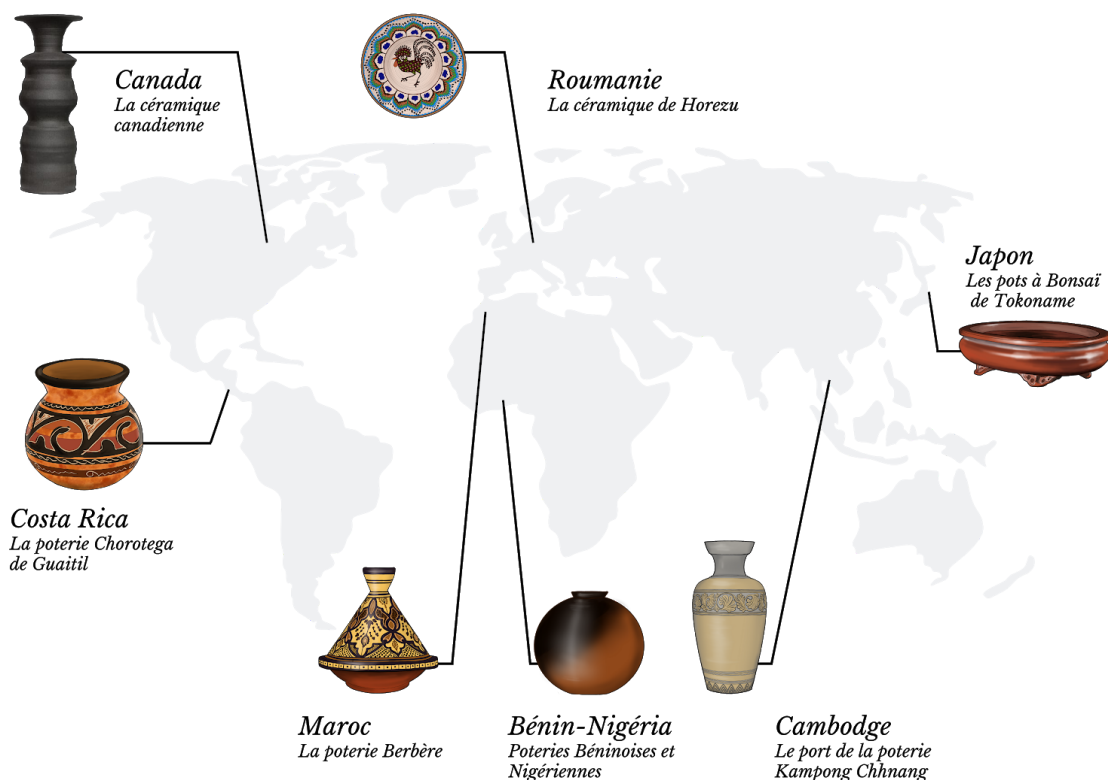 Canada
La céramique
canadienne
Roumanie
La céramique de Horezu
Japon
Les pots à Bonsaï
de Tokoname
Costa Rica
La poterie Chorotega
de Guaitil
Maroc
La poterie Berbère
Bénin-Nigéria
Poteries Béninoises et
Nigériennes
Cambodge
Le port de la poterie
Kampong Chhnang